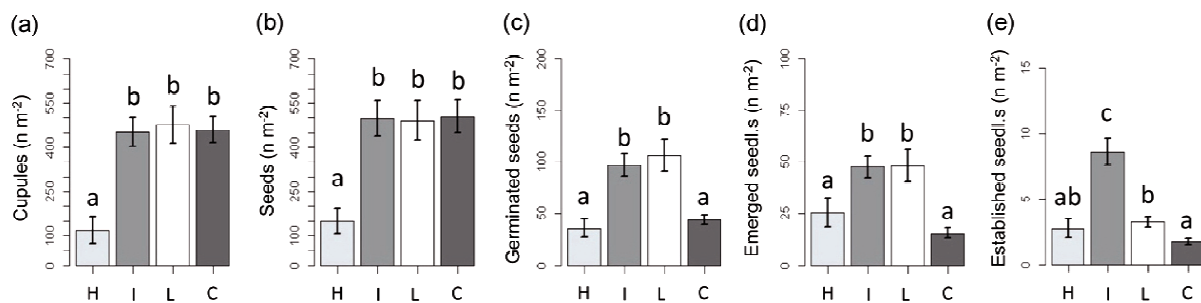 (a)
Cupules (n m-2)
0 100 250 400 550 700
a b b b
H I L C
(b)
Seeds (n m-2)
0 100 250 400 550 700
a b b b
H I L C
(c)
Germinated seeds (n m-2)
0 50 100 150 200
a b b a
H I L C
(d)
Emerged seedl.s (n m-2)
0 25 50 75 100
a b b a
H I L C
(e)
Established seedl.s (n m-2)
0 5 10 15
ab c b a
H I L C